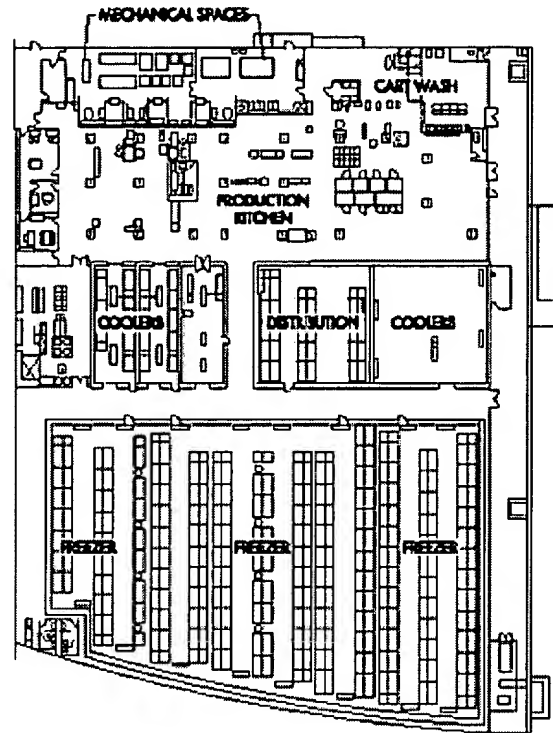 MECHANICAL SPACES
CART WASH
PRODUCTION
KITCHEN
COOLERS
DISTRIBUTION
COOLERS
FREEZER
FREEZER
FREEZER